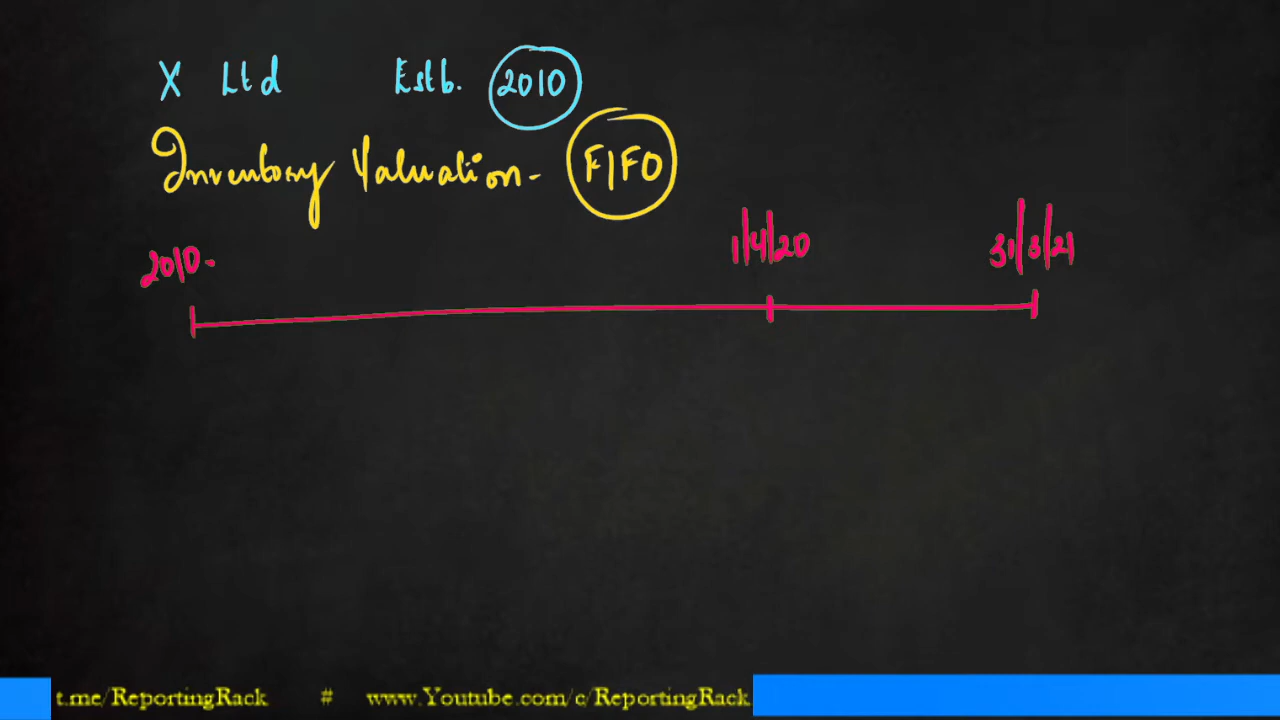 X Ltd Estb. 2010
Inventory Valuation - FIFO
2010 - 1/4/20 31/3/21
t.me/ReportingRack # www.Youtube.com/c/ReportingRack